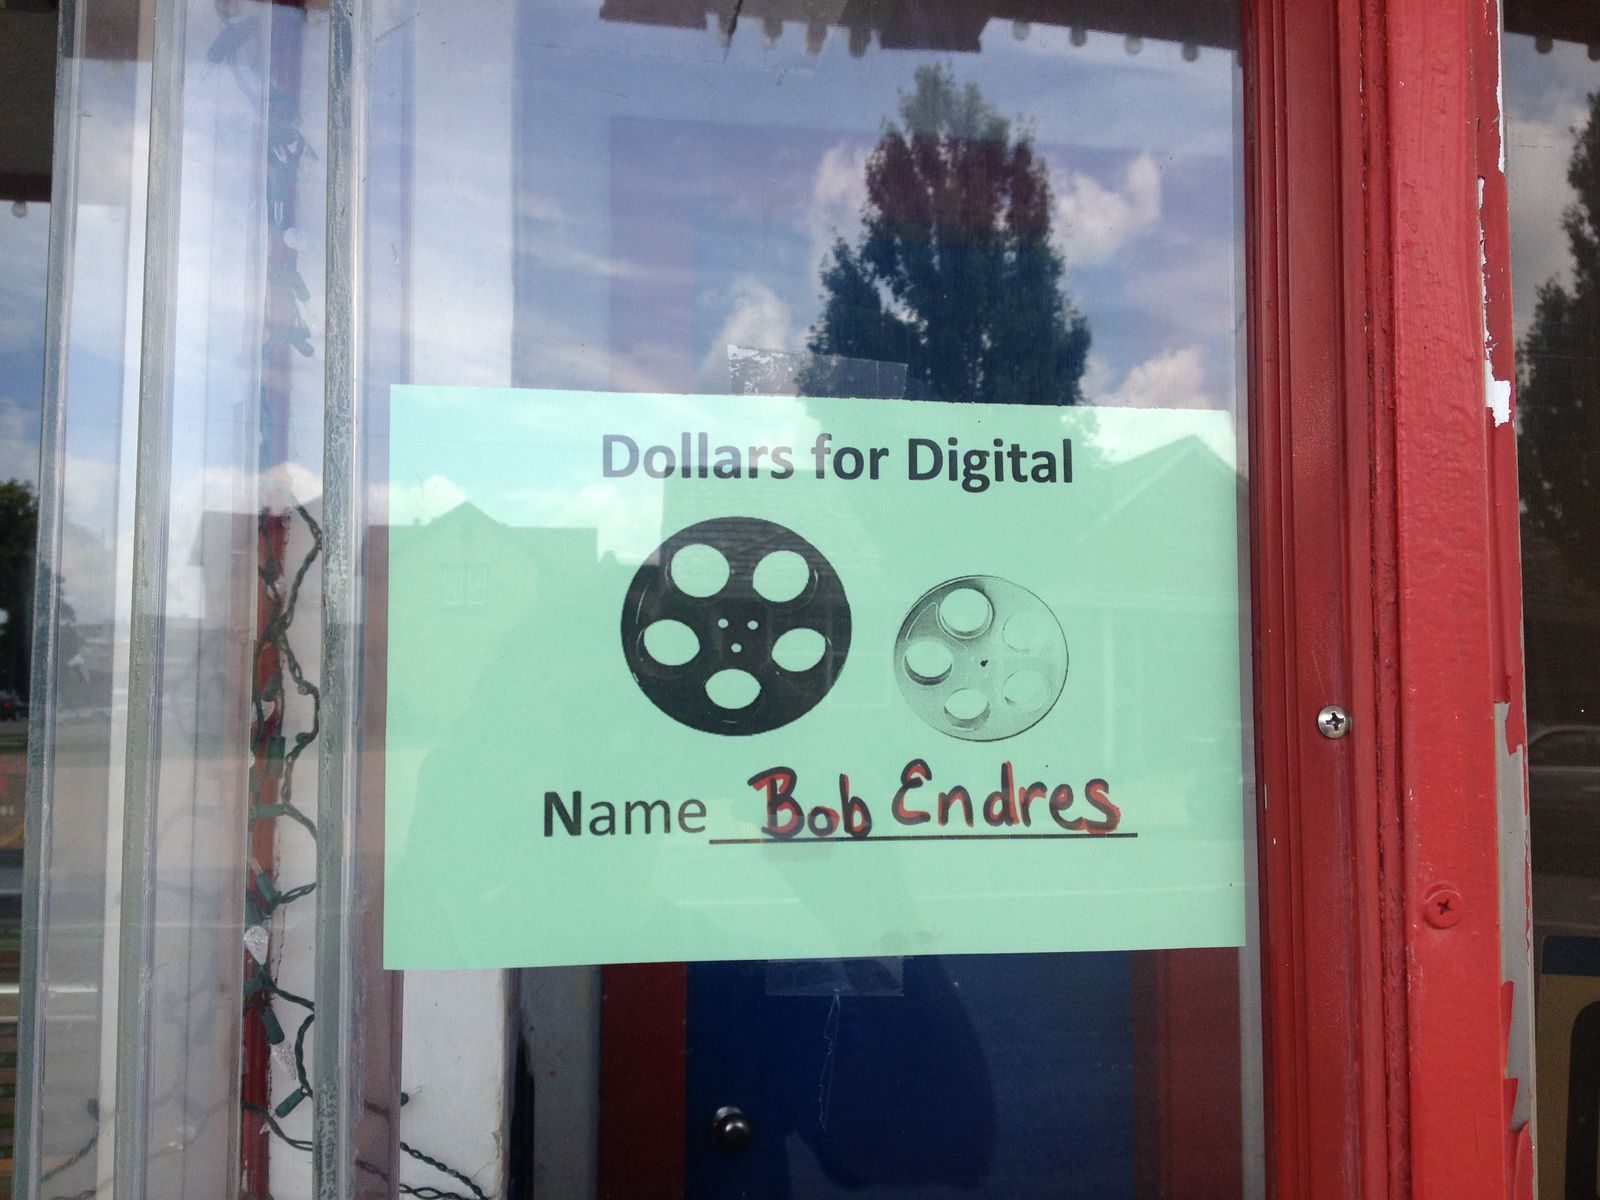 Dollars for Digital
Name Bob Endres